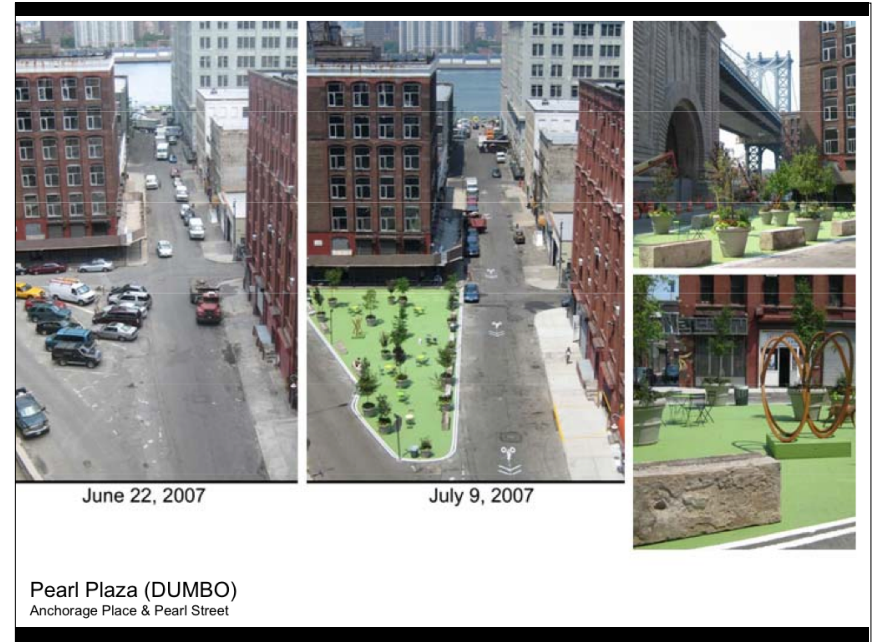 June 22, 2007
July 9, 2007
Pearl Plaza (DUMBO)
Anchorage Place & Pearl Street